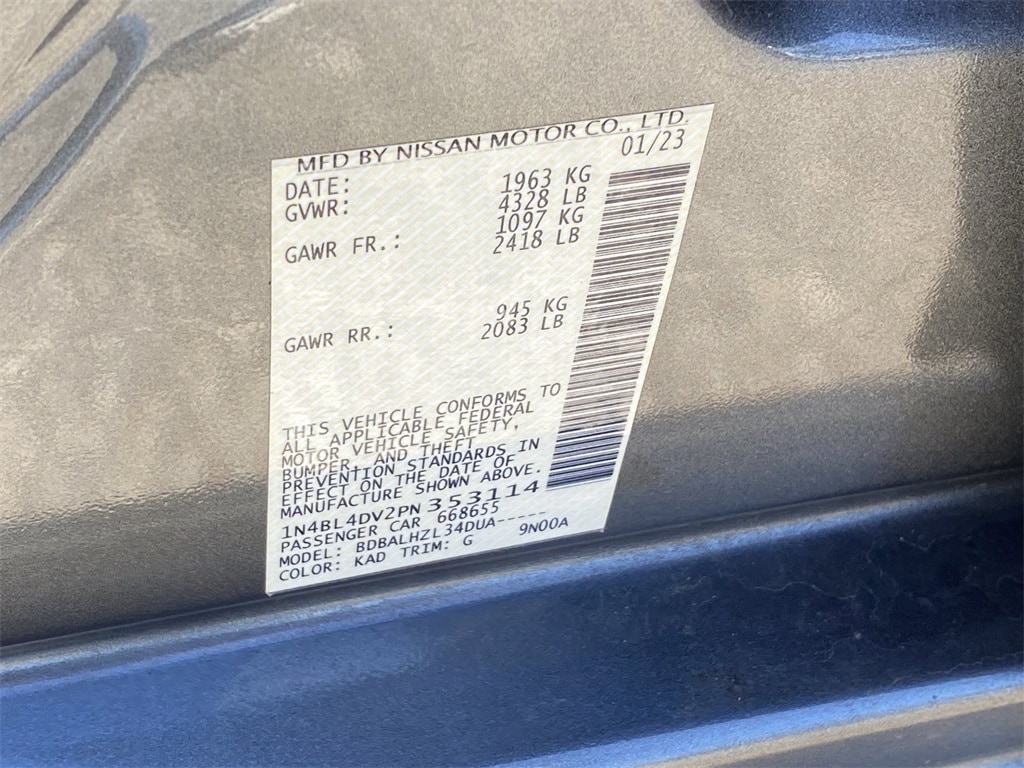 MFD BY NISSAN MOTOR CO., LTD.
DATE: 01/23
GVWR: 1963 KG
4328 LB
GAWR FR.: 1097 KG
2418 LB
GAWR RR.: 945 KG
2083 LB
THIS VEHICLE CONFORMS TO
ALL APPLICABLE FEDERAL
MOTOR VEHICLE SAFETY,
BUMPER, AND THEFT
PREVENTION STANDARDS IN
EFFECT ON THE DATE OF
MANUFACTURE SHOWN ABOVE.
1N4BL4DV2PN353114
PASSENGER CAR 668655
MODEL: BDBALHZL34DUA-----
COLOR: KAD TRIM: G 9N00A